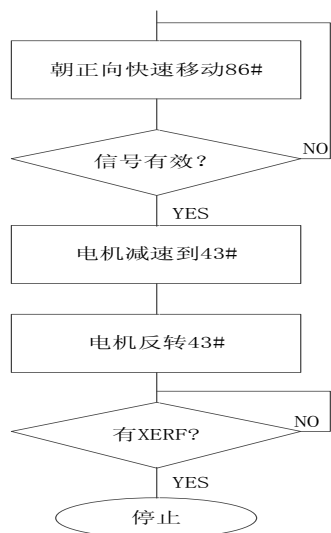 朝正向快速移动86#
信号有效?
NO
YES
电机减速到43#
电机反转43#
有XERF?
NO
YES
停止